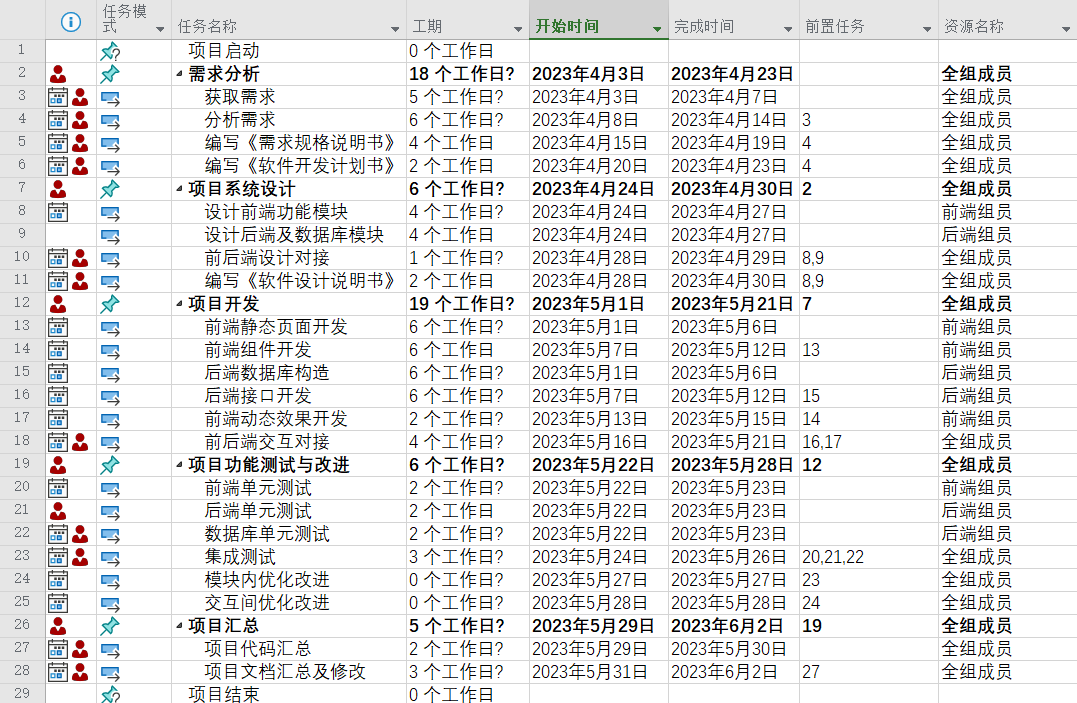 任务模式 任务名称 工期 开始时间 完成时间 前置任务 资源名称
1 项目启动 0 个工作日
2 需求分析 18 个工作日? 2023年4月3日 2023年4月23日 全组成员
3 获取需求 5 个工作日? 2023年4月3日 2023年4月7日 全组成员
4 分析需求 6 个工作日? 2023年4月8日 2023年4月14日 3 全组成员
5 编写《需求规格说明书》 4 个工作日? 2023年4月15日 2023年4月19日 4 全组成员
6 编写《软件开发计划书》 2 个工作日? 2023年4月20日 2023年4月23日 4 全组成员
7 项目系统设计 6 个工作日? 2023年4月24日 2023年4月30日 2 全组成员
8 设计前端功能模块 4 个工作日? 2023年4月24日 2023年4月27日 前端组员
9 设计后端及数据库模块 4 个工作日 2023年4月24日 2023年4月27日 后端组员
10 前后端设计对接 1 个工作日? 2023年4月28日 2023年4月29日 8,9 全组成员
11 编写《软件设计说明书》 2 个工作日 2023年4月28日 2023年4月30日 8,9 全组成员
12 项目开发 19 个工作日? 2023年5月1日 2023年5月21日 7 全组成员
13 前端静态页面开发 6 个工作日? 2023年5月1日 2023年5月6日 前端组员
14 前端组件开发 6 个工作日 2023年5月7日 2023年5月12日 13 前端组员
15 后端数据库构造 6 个工作日? 2023年5月1日 2023年5月6日 后端组员
16 后端接口开发 6 个工作日? 2023年5月7日 2023年5月12日 15 后端组员
17 前端动态效果开发 2 个工作日? 2023年5月13日 2023年5月15日 14 前端组员
18 前后端交互对接 4 个工作日? 2023年5月16日 2023年5月21日 16,17 全组成员
19 项目功能测试与改进 6 个工作日? 2023年5月22日 2023年5月28日 12 全组成员
20 前端单元测试 2 个工作日? 2023年5月22日 2023年5月23日 前端组员
21 后端单元测试 2 个工作日 2023年5月22日 2023年5月23日 后端组员
22 数据库单元测试 2 个工作日? 2023年5月22日 2023年5月23日 后端组员
23 集成测试 3 个工作日? 2023年5月24日 2023年5月26日 20,21,22 全组成员
24 模块内优化改进 0 个工作日? 2023年5月27日 2023年5月27日 23 全组成员
25 交互间优化改进 0 个工作日? 2023年5月28日 2023年5月28日 24 全组成员
26 项目汇总 5 个工作日? 2023年5月29日 2023年6月2日 19 全组成员
27 项目代码汇总 2 个工作日? 2023年5月29日 2023年5月30日 全组成员
28 项目文档汇总及修改 3 个工作日? 2023年5月31日 2023年6月2日 27 全组成员
29 项目结束 0 个工作日